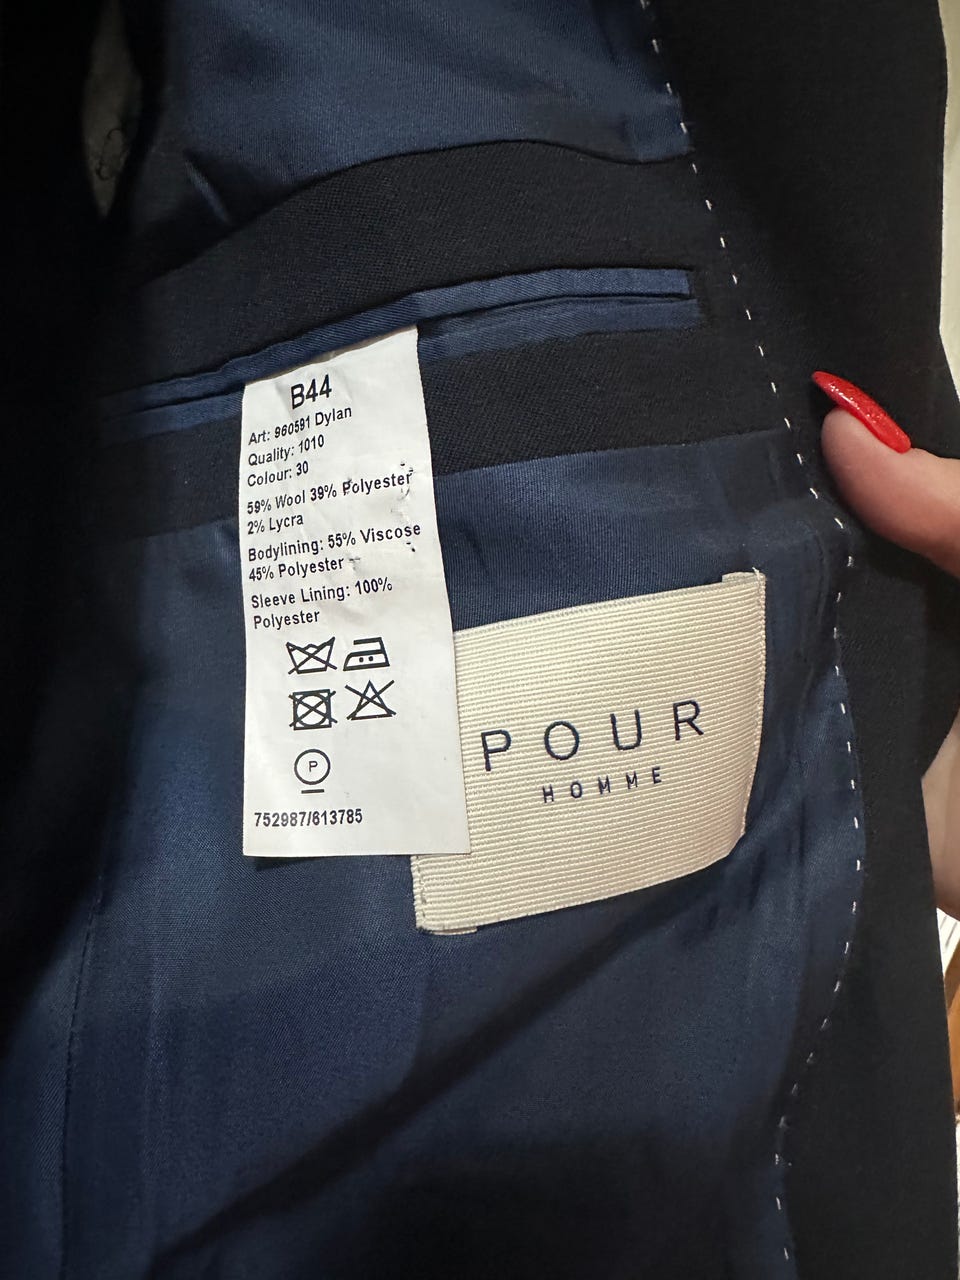 B44
Art: 960591 Dylan
Quality: 1010
Colour: 30
59% Wool 39% Polyester
2% Lycra
Bodylining: 55% Viscose
45% Polyester
Sleeve Lining: 100%
Polyester
P
752987/613785
POUR
HOMME